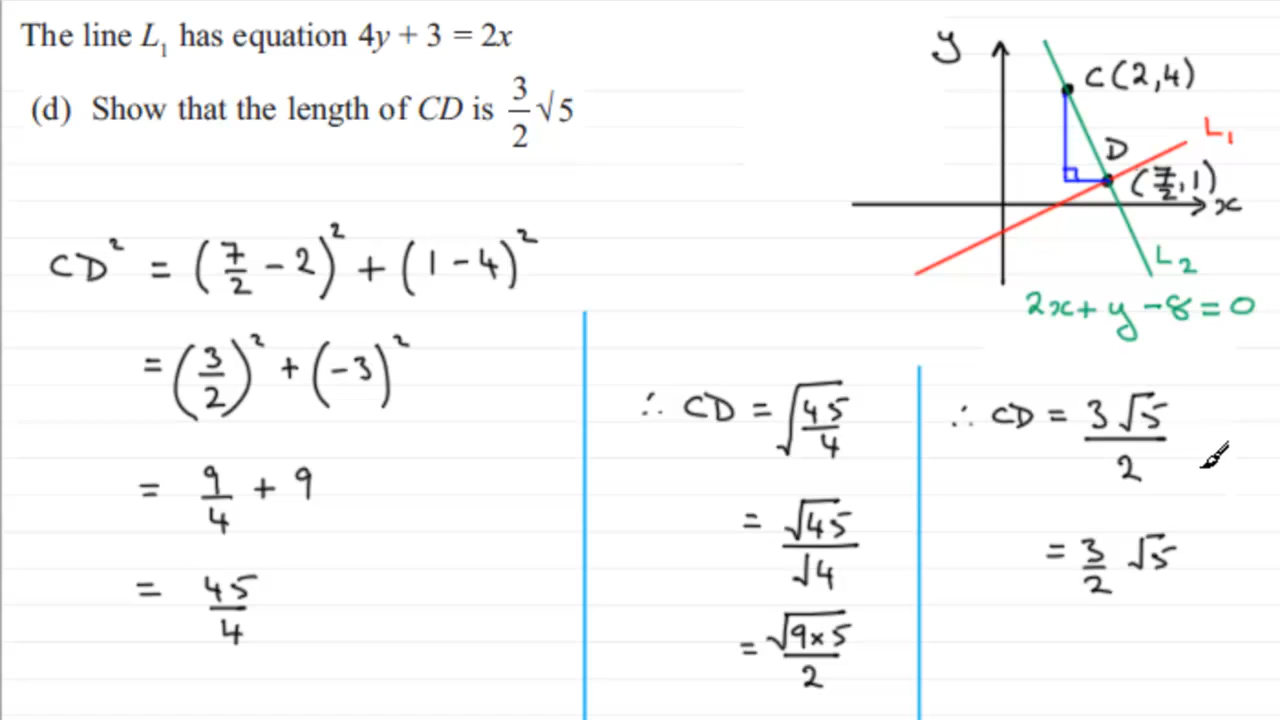 The line L₁ has equation 4y + 3 = 2x
(d) Show that the length of CD is 3/2 √5
y
C (2,4)
L₁
D
(7/2, 1)
x
L₂
2x + y - 8 = 0
CD² = (7/2 - 2)² + (1 - 4)²
= (3/2)² + (-3)²
= 9/4 + 9
= 45/4
∴ CD = √(45/4)
= √45/√4
= √(9×5)/2
∴ CD = 3√5/2
= 3/2 √5